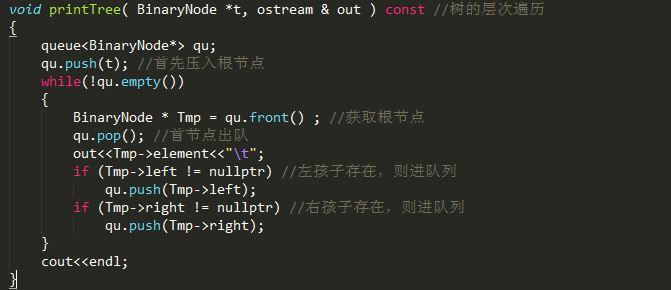 void printTree( BinaryNode *t, ostream & out ) const //树的层次遍历
{
    queue<BinaryNode*> qu;
    qu.push(t); //首先压入根节点
    while(!qu.empty())
    {
        BinaryNode * Tmp = qu.front() ; //获取根节点
        qu.pop(); //首节点出队
        out<<Tmp->element<<"\t";
        if (Tmp->left != nullptr) //左孩子存在，则进队列
            qu.push(Tmp->left);
        if (Tmp->right != nullptr) //右孩子存在，则进队列
            qu.push(Tmp->right);
    }
    cout<<endl;
}